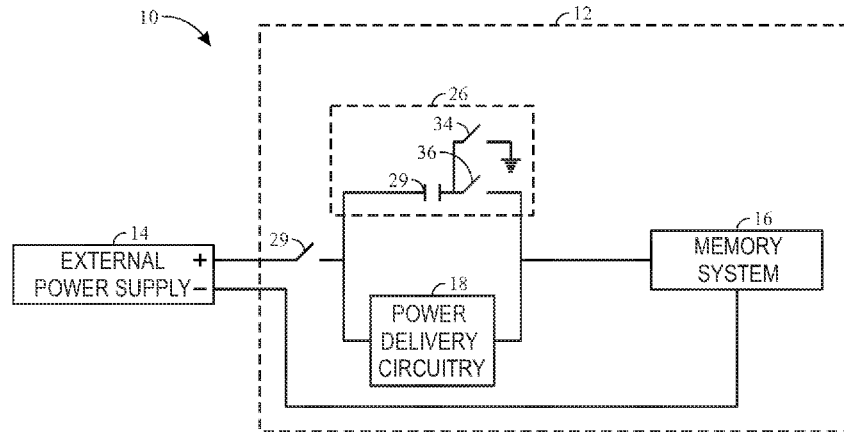 10
12
26
34
36
29
14
EXTERNAL
POWER SUPPLY
+
−
29
18
POWER
DELIVERY
CIRCUITRY
16
MEMORY
SYSTEM